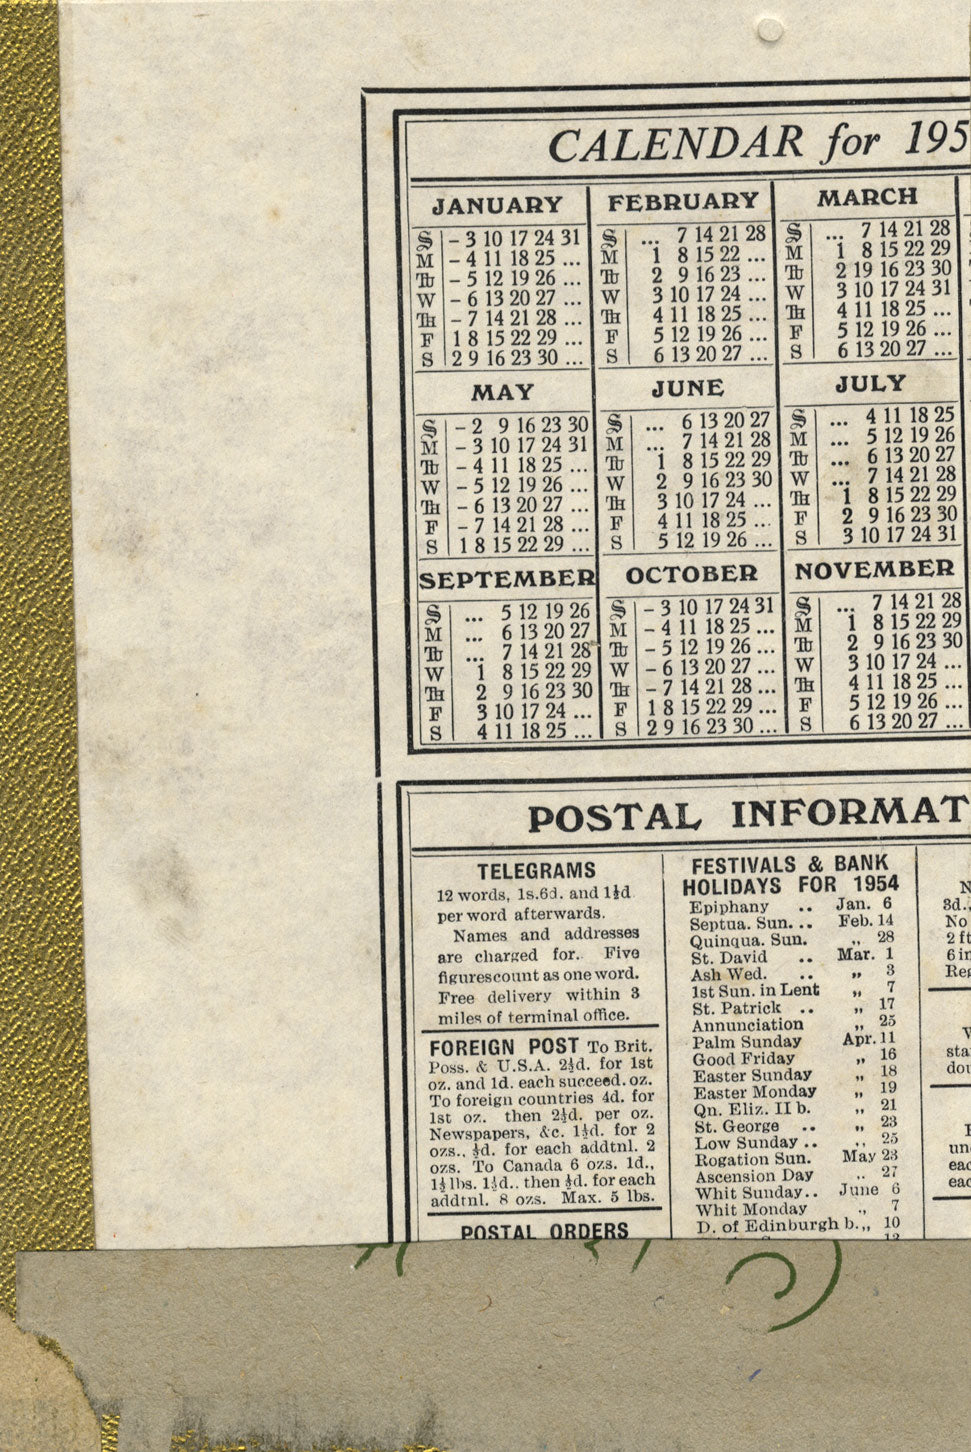 CALENDAR for 195
JANUARY
S – 3 10 17 24 31
M – 4 11 18 25 ...
Tu – 5 12 19 26 ...
W – 6 13 20 27 ...
Th – 7 14 21 28 ...
F 1 8 15 22 29 ...
S 2 9 16 23 30 ...
FEBRUARY
S ... 7 14 21 28
M 1 8 15 22 ...
Tu 2 9 16 23 ...
W 3 10 17 24 ...
Th 4 11 18 25 ...
F 5 12 19 26 ...
S 6 13 20 27 ...
MARCH
S ... 7 14 21 28
M 1 8 15 22 29
Tu 2 19 16 23 30
W 3 10 17 24 31
Th 4 11 18 25 ...
F 5 12 19 26 ...
S 6 13 20 27 ...
MAY
S – 2 9 16 23 30
M – 3 10 17 24 31
Tu – 4 11 18 25 ...
W – 5 12 19 26 ...
Th – 6 13 20 27 ...
F – 7 14 21 28 ...
S 1 8 15 22 29 ...
JUNE
S ... 6 13 20 27
M ... 7 14 21 28
Tu 1 8 15 22 29
W 2 9 16 23 30
Th 3 10 17 24 ...
F 4 11 18 25 ...
S 5 12 19 26 ...
JULY
S ... 4 11 18 25
M ... 5 12 19 26
Tu ... 6 13 20 27
W ... 7 14 21 28
Th 1 8 15 22 29
F 2 9 16 23 30
S 3 10 17 24 31
SEPTEMBER
S ... 5 12 19 26
M ... 6 13 20 27
Tu ... 7 14 21 28
W 1 8 15 22 29
Th 2 9 16 23 30
F 3 10 17 24 ...
S 4 11 18 25 ...
OCTOBER
S – 3 10 17 24 31
M – 4 11 18 25 ...
Tu – 5 12 19 26 ...
W – 6 13 20 27 ...
Th – 7 14 21 28 ...
F 1 8 15 22 29 ...
S 2 9 16 23 30 ...
NOVEMBER
S ... 7 14 21 28
M 1 8 15 22 29
Tu 2 9 16 23 30
W 3 10 17 24 ...
Th 4 11 18 25 ...
F 5 12 19 26 ...
S 6 13 20 27 ...
POSTAL INFORMAT
TELEGRAMS
12 words, 1s.6d. and 1½d
per word afterwards.
Names and addresses
are charged for. Five
figurescount as one word.
Free delivery within 3
miles of terminal office.
FOREIGN POST To Brit.
Poss. & U.S.A. 2½d. for 1st
oz. and 1d. each succeed. oz.
To foreign countries 4d. for
1st oz. then 2½d. per oz.
Newspapers, &c. 1½d. for 2
ozs., ½d. for each addtnl. 2
ozs. To Canada 6 ozs. 1d.,
1½ lbs. 1½d.. then ½d. for each
addtnl. 8 ozs. Max. 5 lbs.
POSTAL ORDERS
FESTIVALS & BANK
HOLIDAYS FOR 1954
Epiphany .. Jan. 6
Septua. Sun... Feb. 14
Quinqua. Sun. ,, 28
St. David .. Mar. 1
Ash Wed. .. ,, 3
1st Sun. in Lent ,, 7
St. Patrick .. ,, 17
Annunciation ,, 25
Palm Sunday Apr. 11
Good Friday ,, 16
Easter Sunday ,, 18
Easter Monday ,, 19
Qn. Eliz. II b. ,, 21
St. George .. ,, 23
Low Sunday .. ,, 25
Rogation Sun. May 23
Ascension Day ,, 27
Whit Sunday.. June 6
Whit Monday ,, 7
D. of Edinburgh b.,, 10
N
3d.,
No
2 ft
6 in
Reg
sta
dou
und
eac
eac